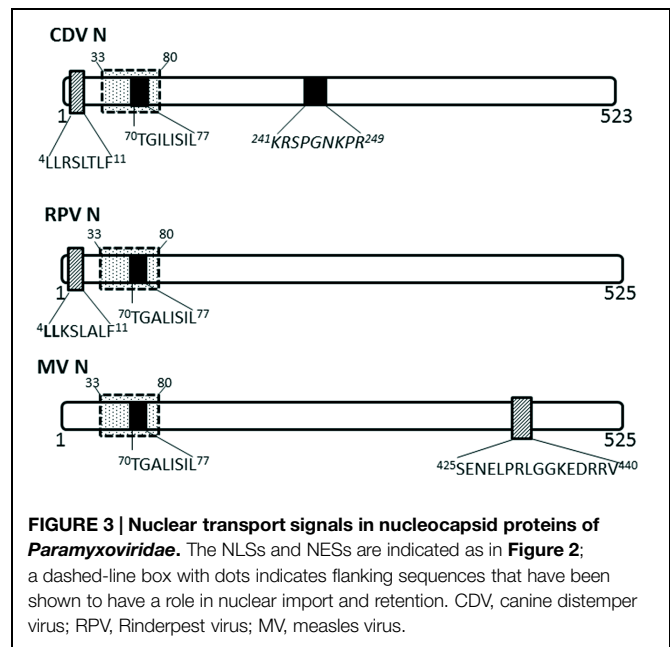 CDV N
33 80
1 523
⁴LLRSLTLF¹¹ ⁷⁰TGILISIL⁷⁷ ²⁴¹KRSPGNKPR²⁴⁹
RPV N
33 80
1 525
⁴LLKSLALF¹¹ ⁷⁰TGALISIL⁷⁷
MV N
33 80
1 525
⁷⁰TGALISIL⁷⁷ ⁴²⁵SENELPRLGGKEDRRV⁴⁴⁰
FIGURE 3 | Nuclear transport signals in nucleocapsid proteins of
Paramyxoviridae. The NLSs and NESs are indicated as in Figure 2;
a dashed-line box with dots indicates flanking sequences that have been
shown to have a role in nuclear import and retention. CDV, canine distemper
virus; RPV, Rinderpest virus; MV, measles virus.